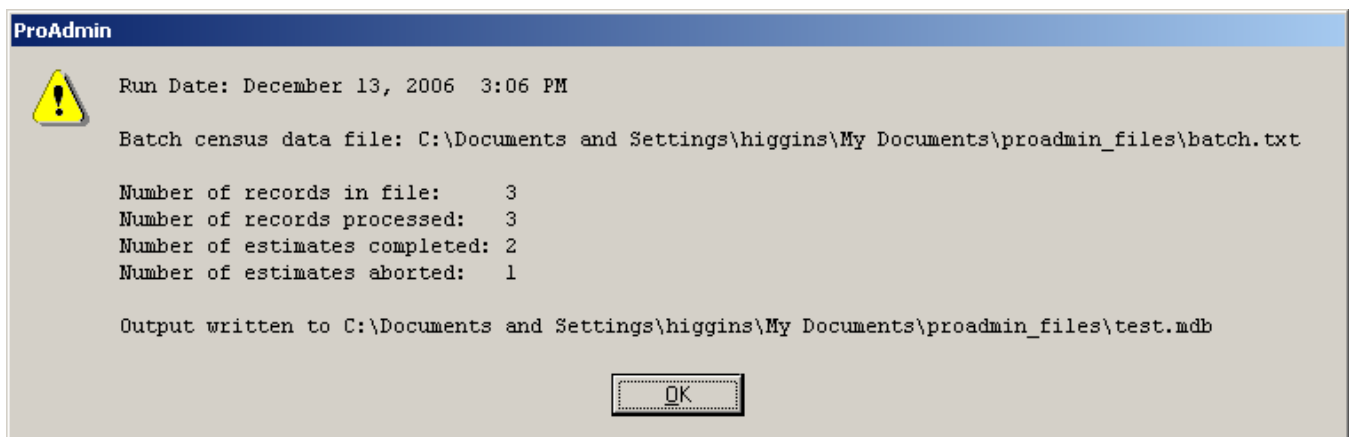 ProAdmin
Run Date: December 13, 2006  3:06 PM
Batch census data file: C:\Documents and Settings\higgins\My Documents\proadmin_files\batch.txt
Number of records in file:     3
Number of records processed:   3
Number of estimates completed: 2
Number of estimates aborted:   1
Output written to C:\Documents and Settings\higgins\My Documents\proadmin_files\test.mdb
OK